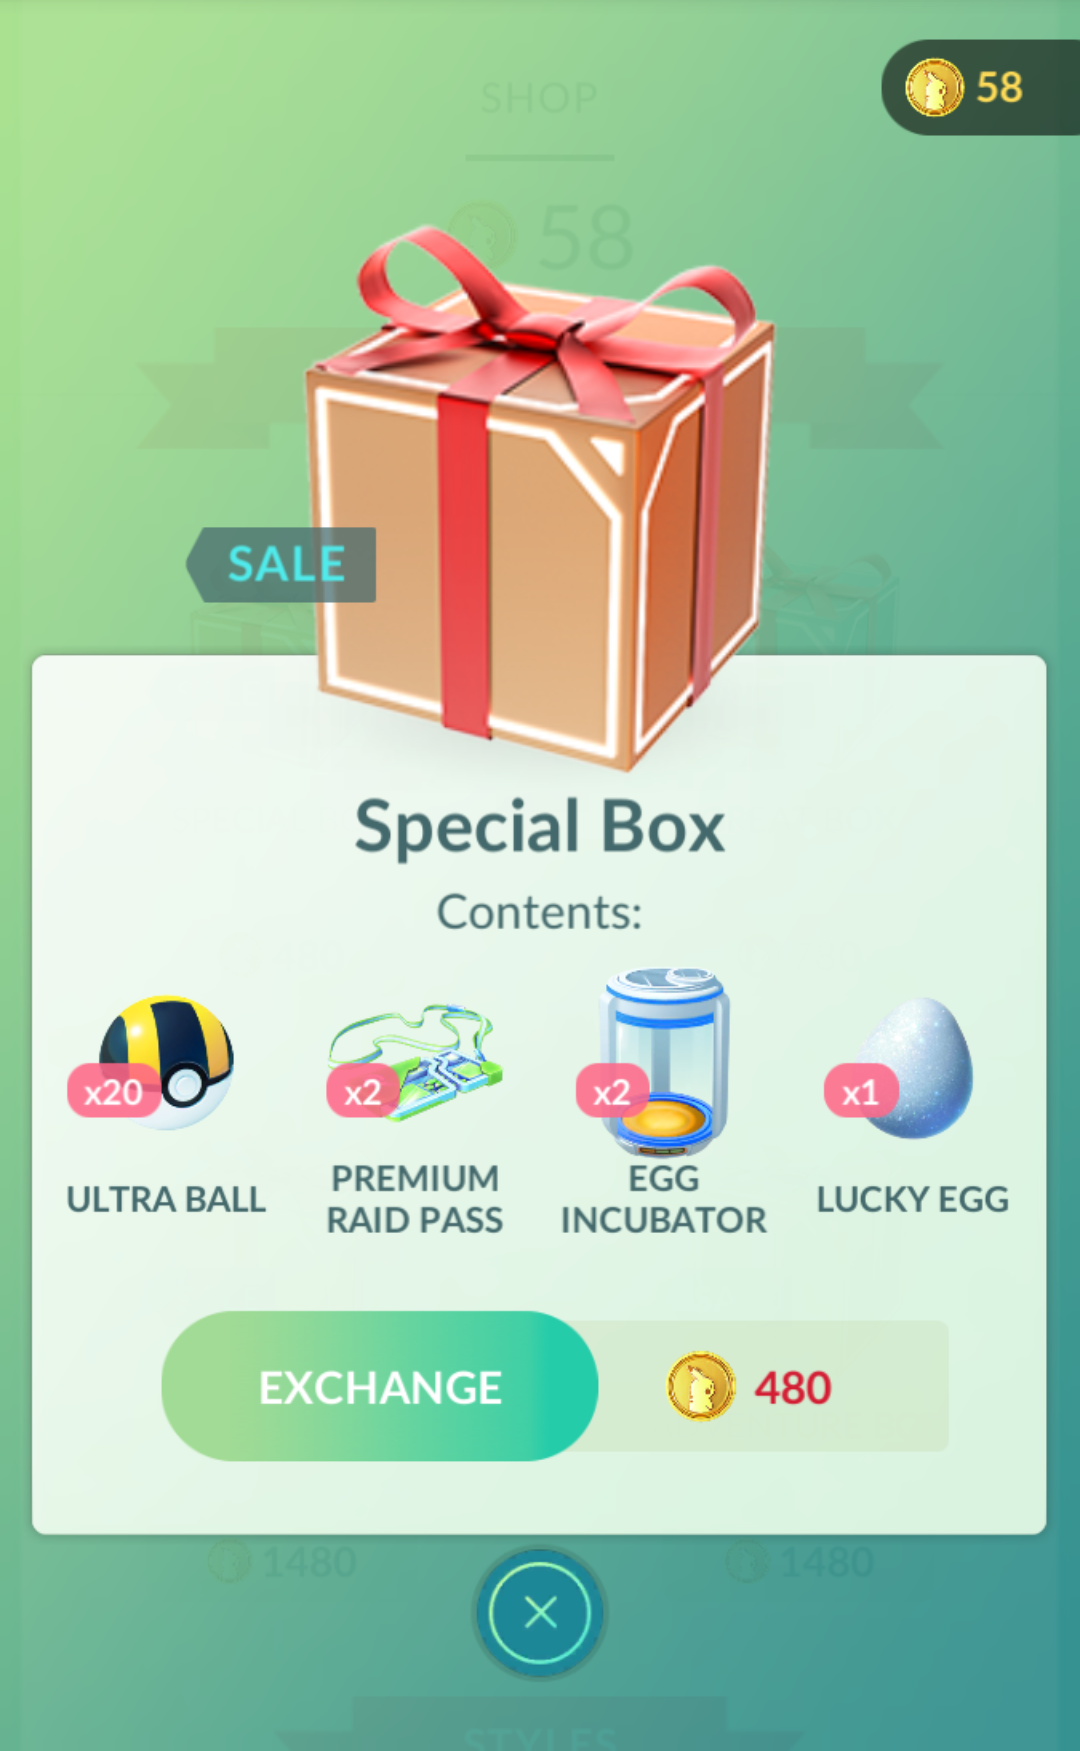 58
SHOP
58
SALE
Special Box
Contents:
x20
x2
x2
x1
ULTRA BALL
PREMIUM
RAID PASS
EGG
INCUBATOR
LUCKY EGG
EXCHANGE
480
1480
1480
STYLES